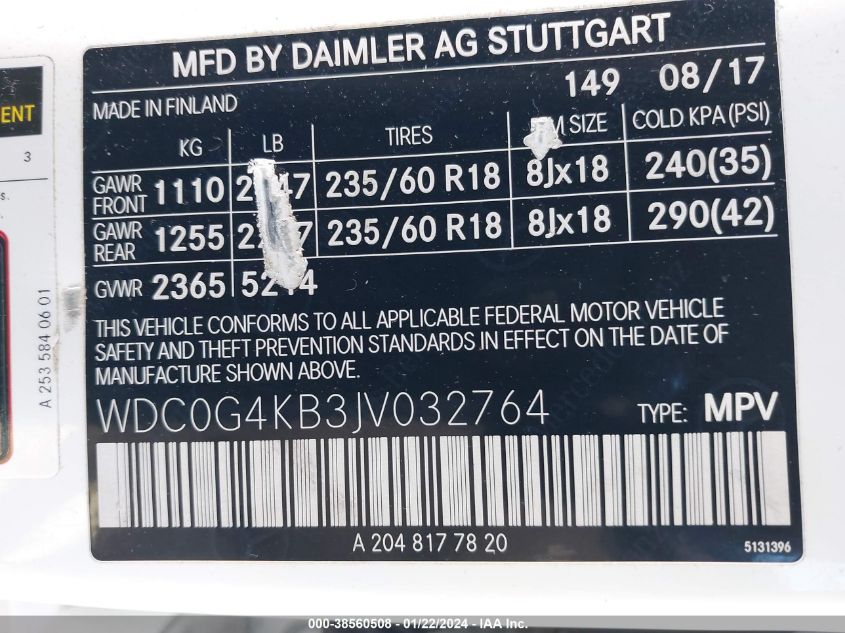 MFD BY DAIMLER AG STUTTGART
149 08/17
MADE IN FINLAND
KG LB TIRES SIZE COLD KPA (PSI)
GAWR FRONT 1110 235/60 R18 8Jx18 240(35)
GAWR REAR 1255 235/60 R18 8Jx18 290(42)
GVWR 2365
THIS VEHICLE CONFORMS TO ALL APPLICABLE FEDERAL MOTOR VEHICLE
SAFETY AND THEFT PREVENTION STANDARDS IN EFFECT ON THE DATE OF
MANUFACTURE SHOWN ABOVE.
WDC0G4KB3JV032764 TYPE: MPV
A 204 817 78 20
5131396
3
A 253 584 06 01
000-38560508 - 01/22/2024 - IAA Inc.